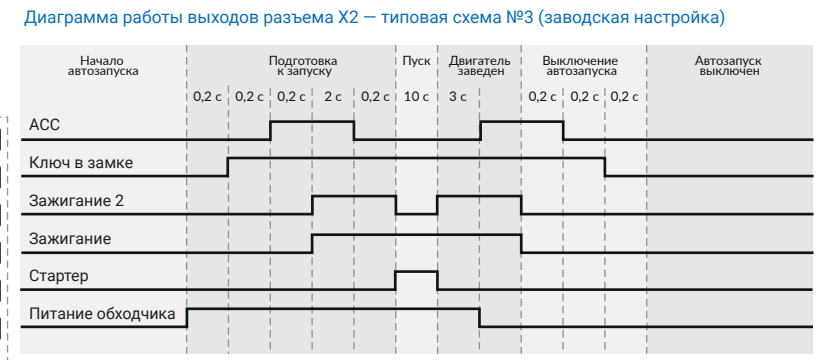 Диаграмма работы выходов разъема X2 — типовая схема №3 (заводская настройка)
Начало автозапуска
Подготовка к запуску
Пуск
Двигатель заведен
Выключение автозапуска
Автозапуск выключен
0,2 с 0,2 с 0,2 с 2 с 0,2 с 10 с 3 с 0,2 с 0,2 с 0,2 с
ACC
Ключ в замке
Зажигание 2
Зажигание
Стартер
Питание обходчика